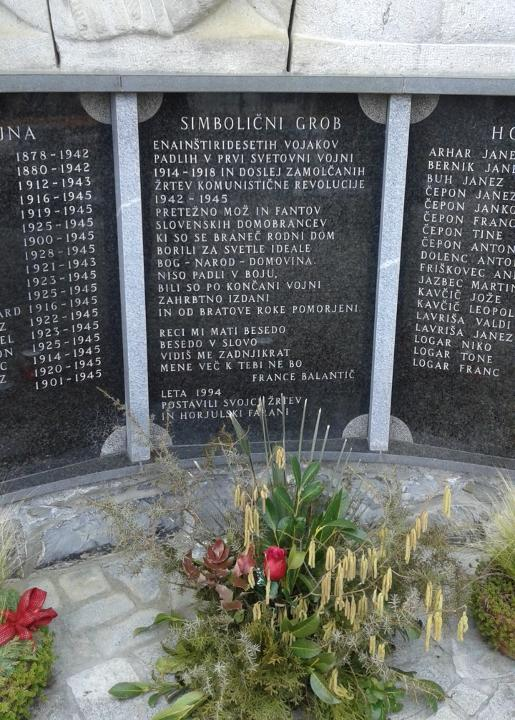 JNA
1878-1942
1880-1942
1912-1943
1916-1945
1919-1945
1925-1945
1900-1945
1928-1945
1921-1943
1923-1945
1925-1945
1916-1945
1922-1945
1923-1945
1925-1945
1914-1945
1920-1945
1901-1945
SIMBOLIČNI GROB
ENAINŠTIRIDESETIH VOJAKOV
PADLIH V PRVI SVETOVNI VOJNI
1914-1918 IN DOSLEJ ZAMOLČANIH
ŽRTEV KOMUNISTIČNE REVOLUCIJE
1942-1945
PRETEŽNO MOŽ IN FANTOV
SLOVENSKIH DOMOBRANCEV
KI SO SE BRANEČ RODNI DOM
BORILI ZA SVETLE IDEALE
BOG-NAROD-DOMOVINA.
NISO PADLI V BOJU,
BILI SO PO KONČANI VOJNI
ZAHRBTNO IZDANI
IN OD BRATOVE ROKE POMORJENI.
RECI MI MATI BESEDO
BESEDO V SLOVO
VIDIŠ ME ZADNJIKRAT
MENE VEČ K TEBI NE BO
FRANCE BALANTIČ
LETA 1994
POSTAVILI SVOJCI ŽRTEV
IN HORJULSKI FARANI
HO
ARHAR JANE
BERNIK JANE
BUH JANEZ
ČEPON JANEZ
ČEPON JANKO
ČEPON FRANC
ČEPON TINE
ČEPON ANTON
DOLENC ANTO
FRIŠKOVEC AN
JAZBEC MARTIN
KAVČIČ JOŽE
KAVČIČ LEOPOL
LAVRIŠA VALDI
LAVRIŠA JANEZ
LOGAR NIKO
LOGAR TONE
LOGAR FRANC